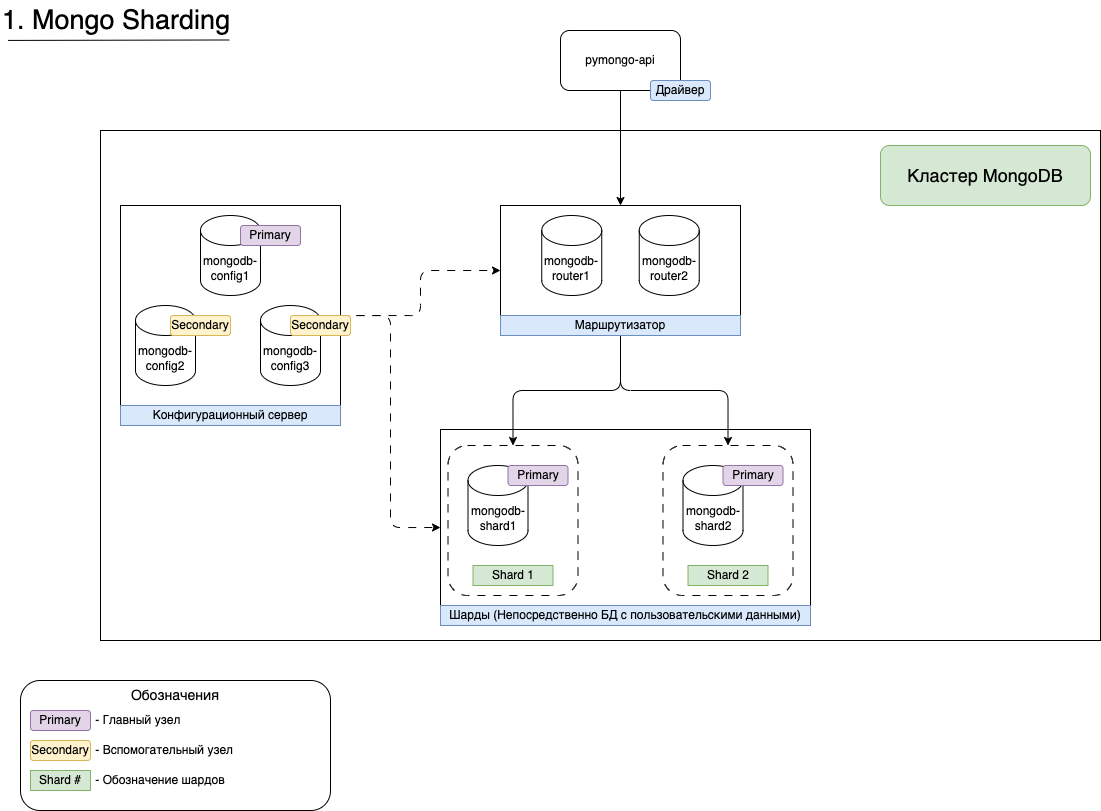 1. Mongo Sharding
pymongo-api
Драйвер
Кластер MongoDB
Primary
mongodb-
config1
Secondary
mongodb-
config2
Secondary
mongodb-
config3
Конфигурационный сервер
mongodb-
router1
mongodb-
router2
Маршрутизатор
Primary
mongodb-
shard1
Shard 1
Primary
mongodb-
shard2
Shard 2
Шарды (Непосредственно БД с пользовательскими данными)
Обозначения
Primary - Главный узел
Secondary - Вспомогательный узел
Shard # - Обозначение шардов